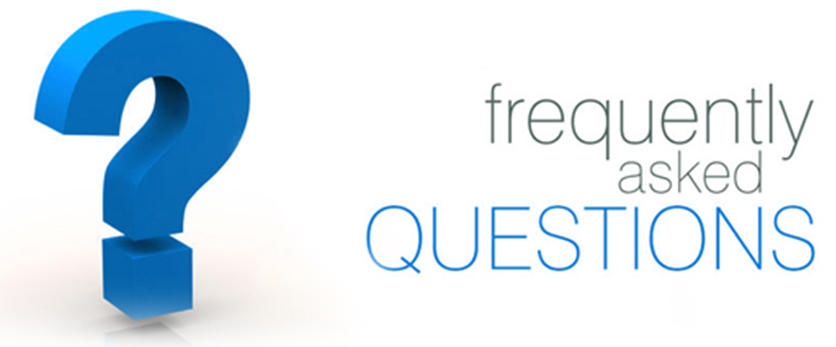 ?
frequently
asked
QUESTIONS